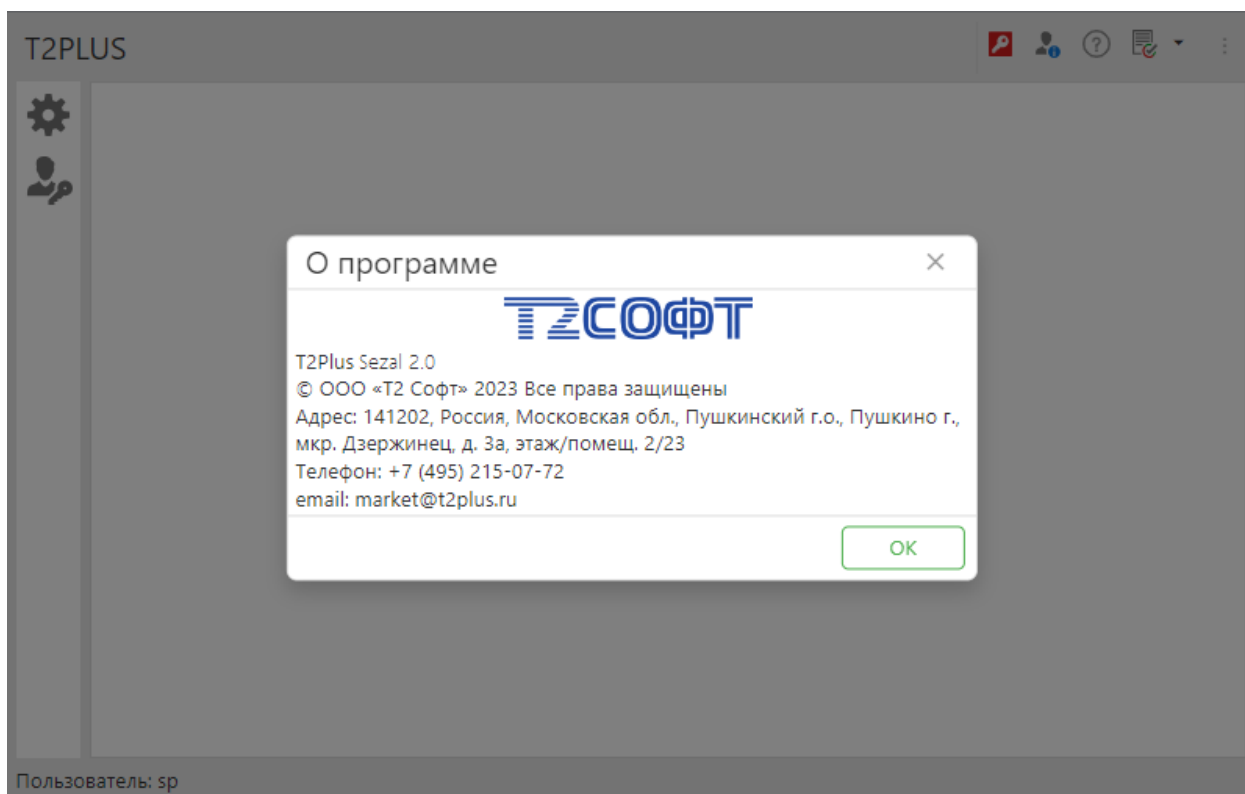 T2PLUS
О программе
Т2СОФТ
T2Plus Sezal 2.0
© ООО «Т2 Софт» 2023 Все права защищены
Адрес: 141202, Россия, Московская обл., Пушкинский г.о., Пушкино г.,
мкр. Дзержинец, д. 3а, этаж/помещ. 2/23
Телефон: +7 (495) 215-07-72
email: market@t2plus.ru
OK
Пользователь: sp